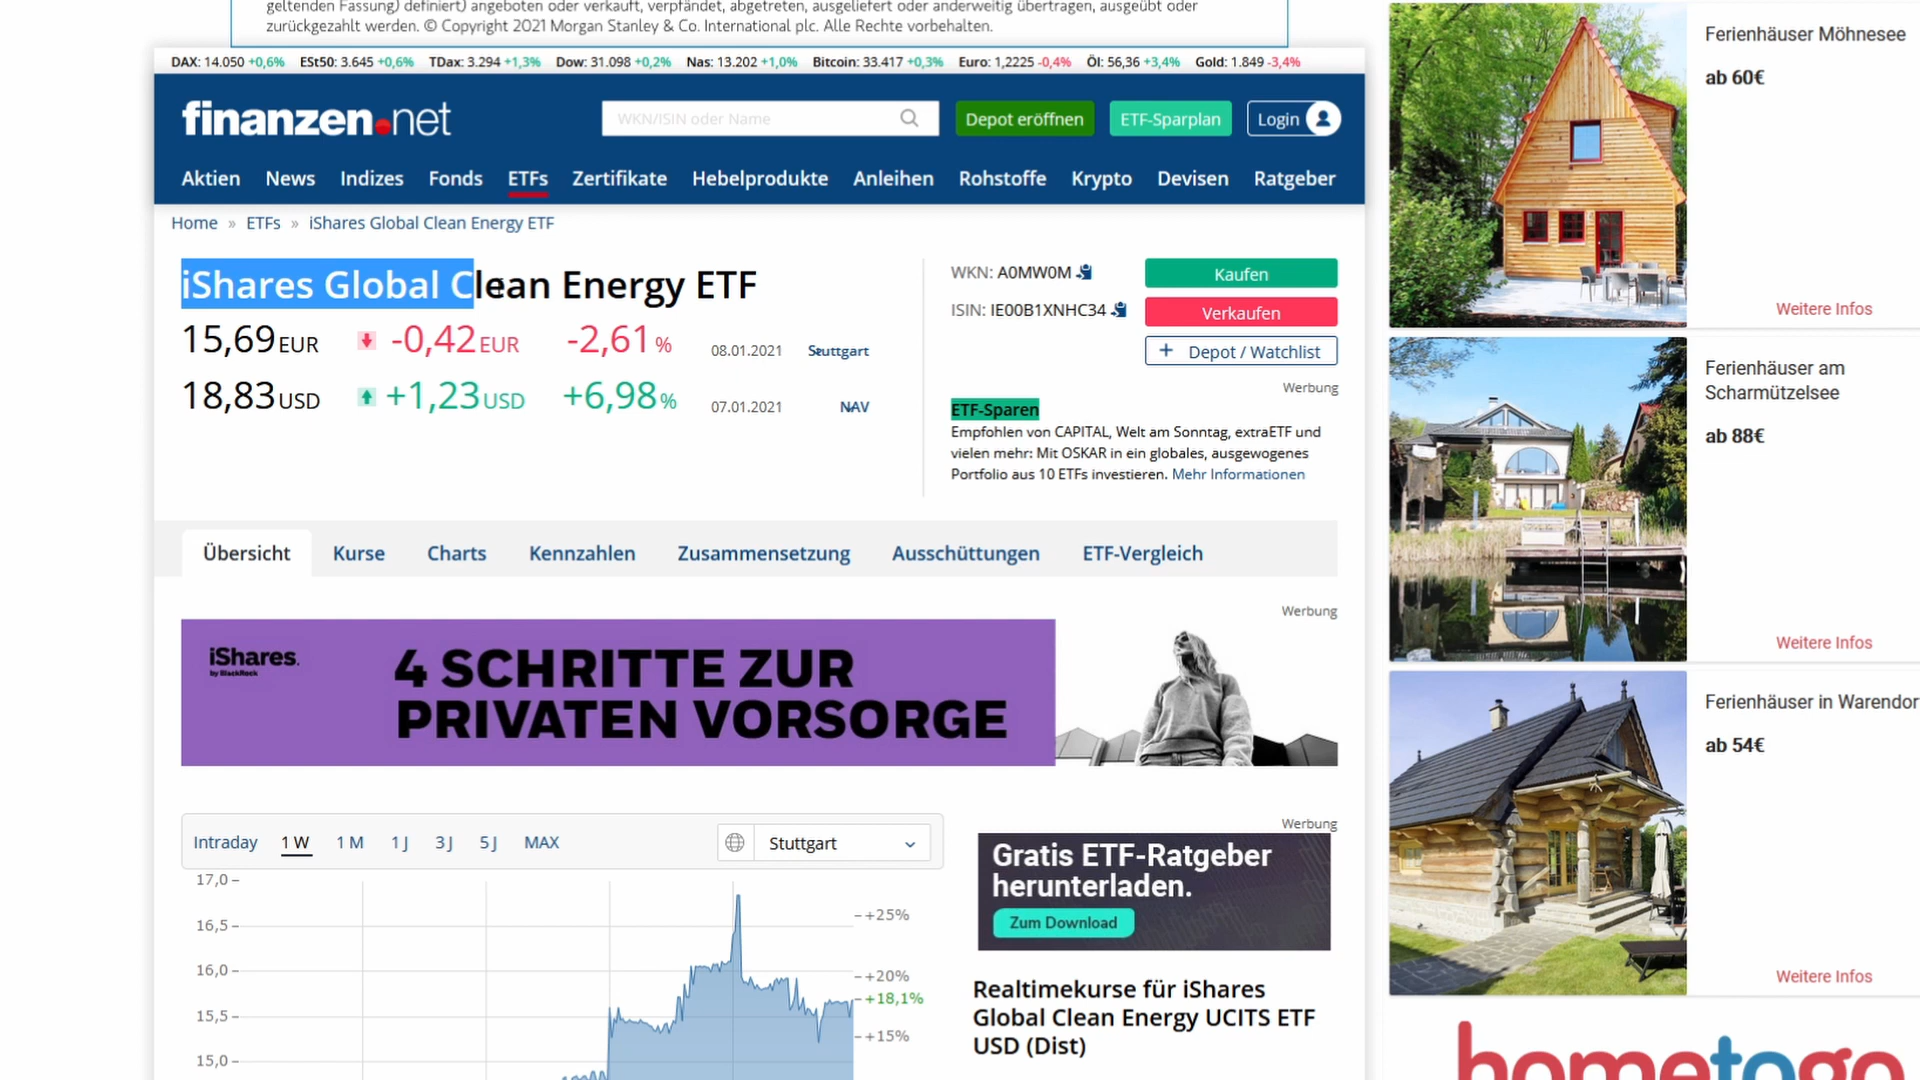 geltenden Fassung) definiert) angeboten oder verkauft, verpfändet, abgetreten, ausgeliefert oder anderweitig übertragen, ausgeübt oder
zurückgezahlt werden. © Copyright 2021 Morgan Stanley & Co. International plc. Alle Rechte vorbehalten.
DAX: 14.050 +0,6% ESt50: 3.645 +0,6% TDax: 3.294 +1,3% Dow: 31.098 +0,2% Nas: 13.202 +1,0% Bitcoin: 33.417 +0,3% Euro: 1,2225 -0,4% Öl: 56,36 +3,4% Gold: 1.849 -3,4%
finanzen.net
WKN/ISIN oder Name
Depot eröffnen
ETF-Sparplan
Login
Aktien News Indizes Fonds ETFs Zertifikate Hebelprodukte Anleihen Rohstoffe Krypto Devisen Ratgeber
Home » ETFs » iShares Global Clean Energy ETF
iShares Global Clean Energy ETF
15,69 EUR -0,42 EUR -2,61 % 08.01.2021 Stuttgart
18,83 USD +1,23 USD +6,98 % 07.01.2021 NAV
WKN: A0MW0M
ISIN: IE00B1XNHC34
Kaufen
Verkaufen
+ Depot / Watchlist
Werbung
ETF-Sparen
Empfohlen von CAPITAL, Welt am Sonntag, extraETF und
vielen mehr: Mit OSKAR in ein globales, ausgewogenes
Portfolio aus 10 ETFs investieren. Mehr Informationen
Übersicht Kurse Charts Kennzahlen Zusammensetzung Ausschüttungen ETF-Vergleich
Werbung
iShares.
by BlackRock
4 SCHRITTE ZUR
PRIVATEN VORSORGE
Intraday 1 W 1 M 1 J 3 J 5 J MAX
Stuttgart
17,0
16,5
16,0
15,5
15,0
+25%
+20%
+18,1%
+15%
Werbung
Gratis ETF-Ratgeber
herunterladen.
Zum Download
Realtimekurse für iShares
Global Clean Energy UCITS ETF
USD (Dist)
Ferienhäuser Möhnesee
ab 60€
Weitere Infos
Ferienhäuser am
Scharmützelsee
ab 88€
Weitere Infos
Ferienhäuser in Warendor
ab 54€
Weitere Infos
hometogo